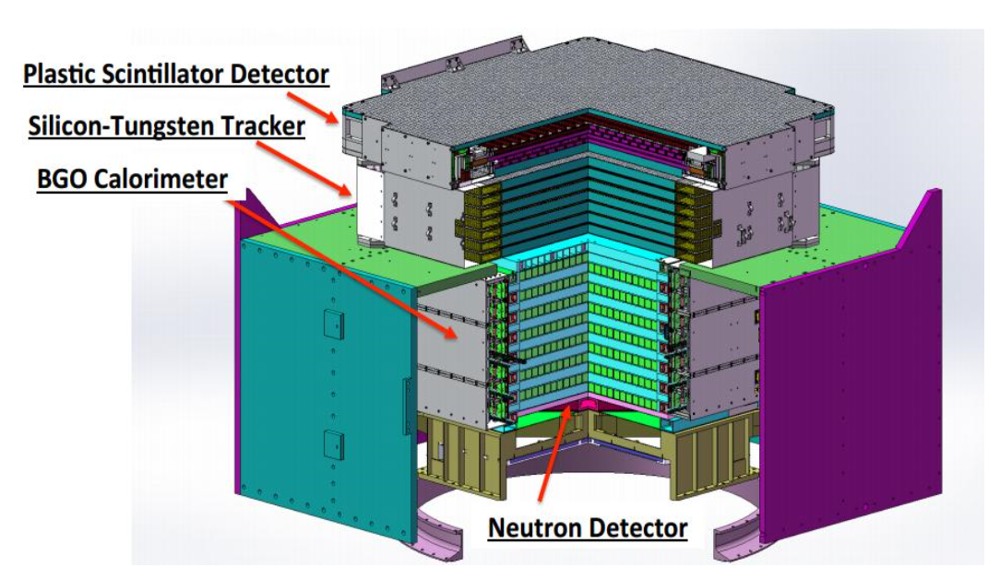 Plastic Scintillator Detector
Silicon-Tungsten Tracker
BGO Calorimeter
Neutron Detector